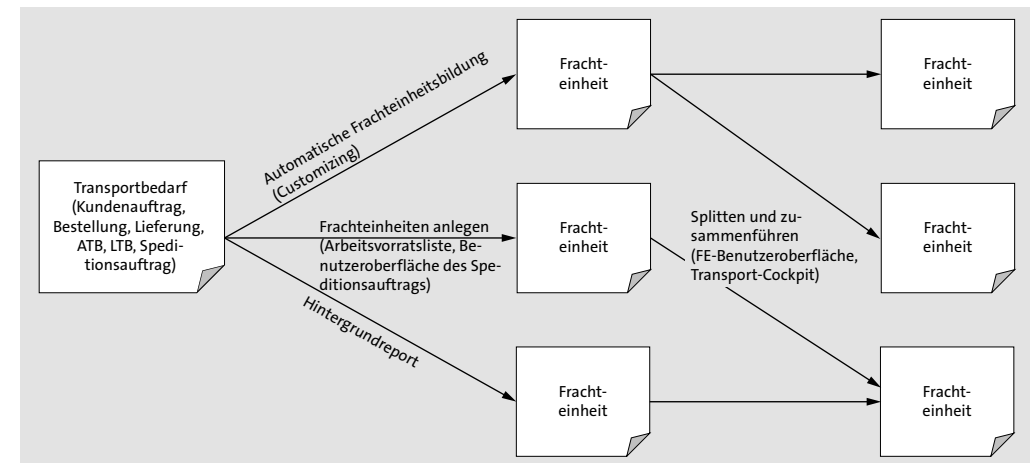 Transportbedarf
(Kundenauftrag,
Bestellung, Lieferung,
ATB, LTB, Spedi-
tionsauftrag)
Automatische Frachteinheitsbildung
(Customizing)
Frachteinheiten anlegen
(Arbeitsvorratsliste, Be-
nutzeroberfläche des Spe-
ditionsauftrags)
Hintergrundreport
Fracht-
einheit
Fracht-
einheit
Fracht-
einheit
Splitten und zu-
sammenführen
(FE-Benutzeroberfläche,
Transport-Cockpit)
Fracht-
einheit
Fracht-
einheit
Fracht-
einheit